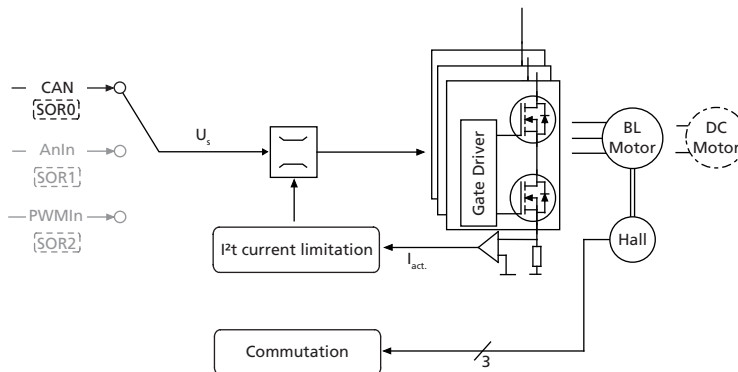 CAN
SOR0
AnIn
SOR1
PWMIn
SOR2
Us
Gate Driver
BL
Motor
DC
Motor
I²t current limitation
Iact.
Hall
Commutation
3